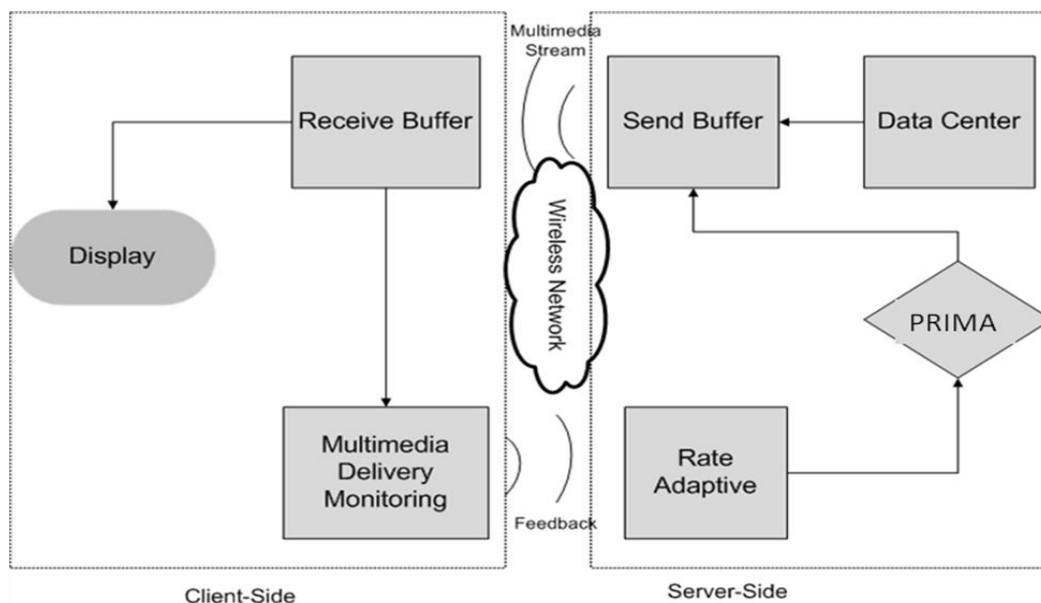 Multimedia
Stream
Receive Buffer
Send Buffer
Data Center
Display
Wireless Network
PRIMA
Multimedia
Delivery
Monitoring
Rate
Adaptive
Feedback
Client-Side
Server-Side